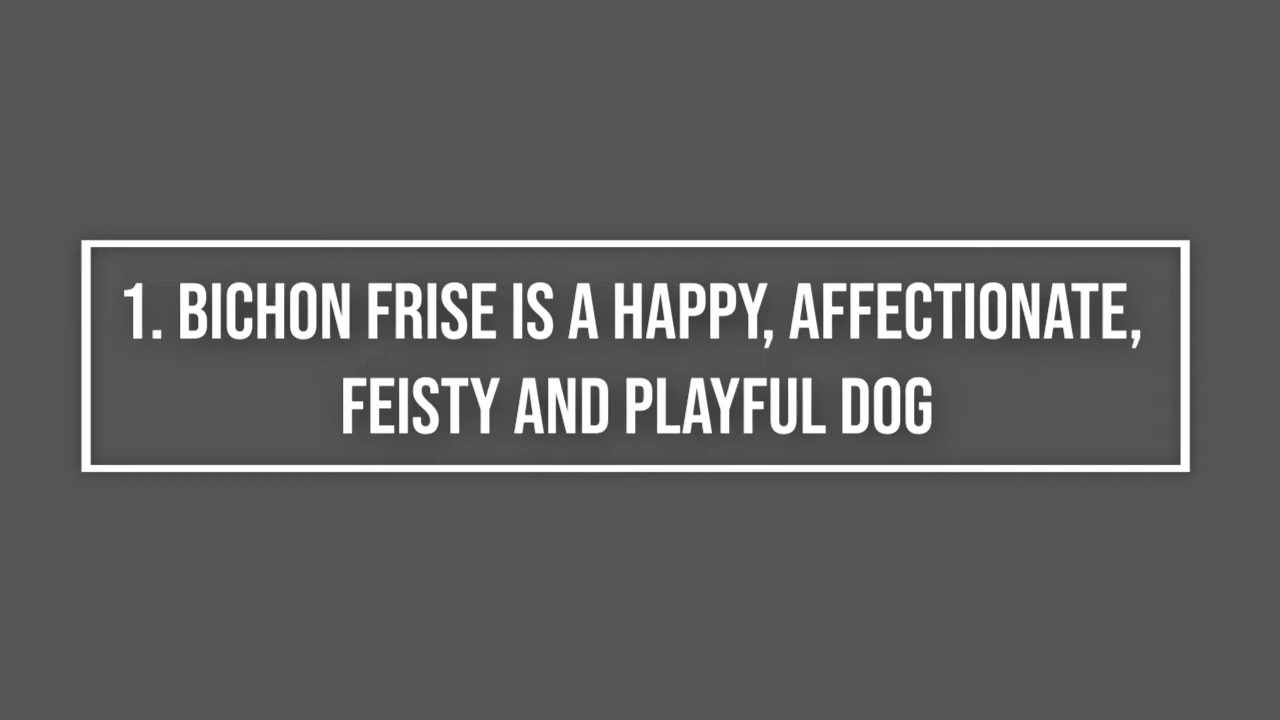 1. BICHON FRISE IS A HAPPY, AFFECTIONATE,
FEISTY AND PLAYFUL DOG